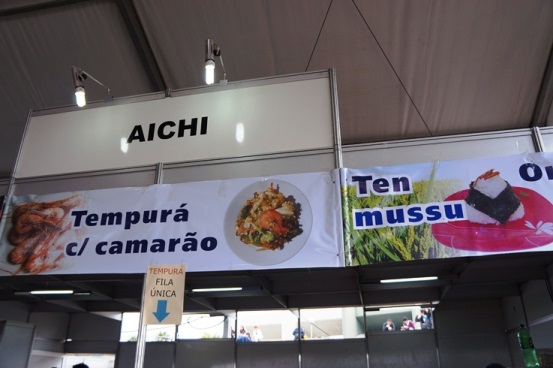 AICHI
Tempurá
c/ camarão
Ten
mussu
TEMPURA
FILA
ÚNICA